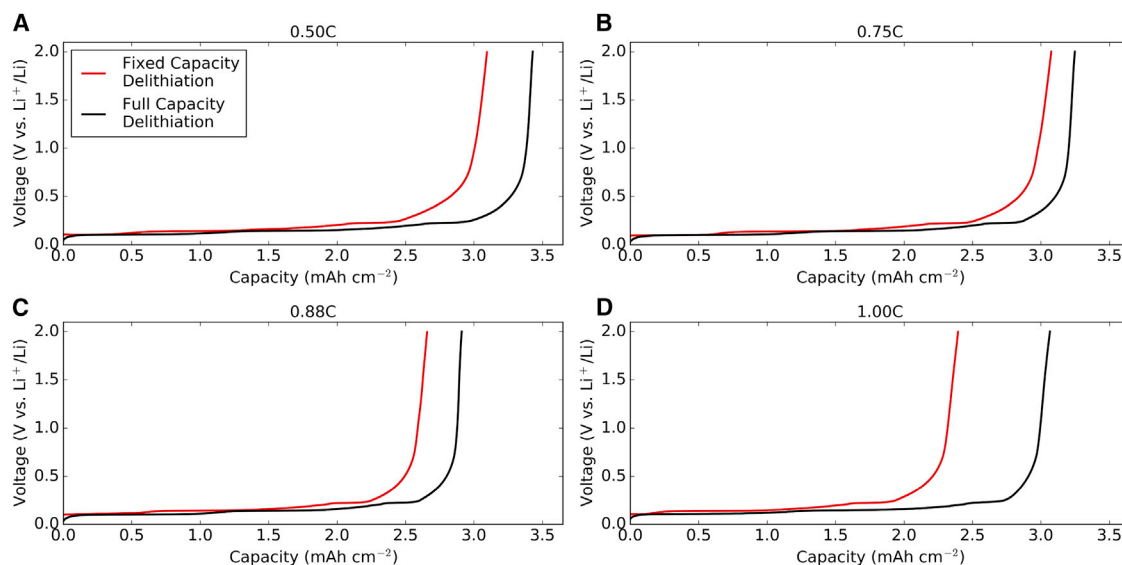 A
0.50C
2.0
1.5
1.0
0.5
0.0
Voltage (V vs. Li⁺/Li)
Fixed Capacity
Delithiation
Full Capacity
Delithiation
0.0 0.5 1.0 1.5 2.0 2.5 3.0 3.5
Capacity (mAh cm⁻²)
B
0.75C
2.0
1.5
1.0
0.5
0.0
Voltage (V vs. Li⁺/Li)
0.0 0.5 1.0 1.5 2.0 2.5 3.0 3.5
Capacity (mAh cm⁻²)
C
0.88C
2.0
1.5
1.0
0.5
0.0
Voltage (V vs. Li⁺/Li)
0.0 0.5 1.0 1.5 2.0 2.5 3.0 3.5
Capacity (mAh cm⁻²)
D
1.00C
2.0
1.5
1.0
0.5
0.0
Voltage (V vs. Li⁺/Li)
0.0 0.5 1.0 1.5 2.0 2.5 3.0 3.5
Capacity (mAh cm⁻²)